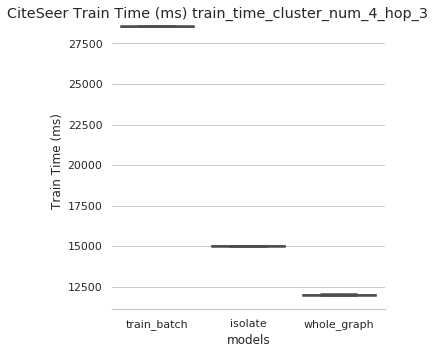 CiteSeer Train Time (ms) train_time_cluster_num_4_hop_3
27500
25000
22500
20000
17500
15000
12500
Train Time (ms)
train_batch isolate whole_graph
models